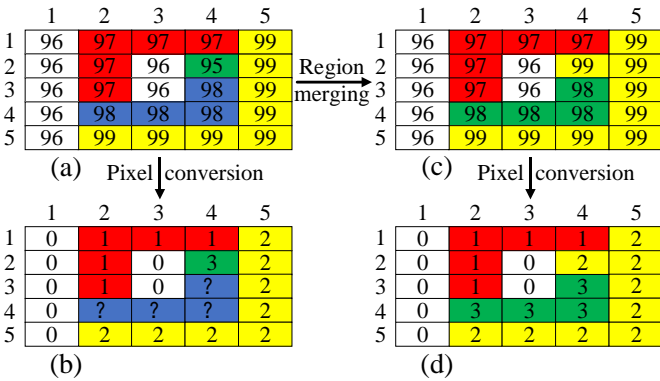 1 2 3 4 5
1 96 97 97 97 99
2 96 97 96 95 99
3 96 97 96 98 99
4 96 98 98 98 99
5 96 99 99 99 99
(a)
Region
merging
1 2 3 4 5
1 96 97 97 97 99
2 96 97 96 99 99
3 96 97 96 98 99
4 96 98 98 98 99
5 96 99 99 99 99
(c)
Pixel conversion
Pixel conversion
1 2 3 4 5
1 0 1 1 1 2
2 0 1 0 3 2
3 0 1 0 ? 2
4 0 ? ? ? 2
5 0 2 2 2 2
(b)
1 2 3 4 5
1 0 1 1 1 2
2 0 1 0 2 2
3 0 1 0 3 2
4 0 3 3 3 2
5 0 2 2 2 2
(d)